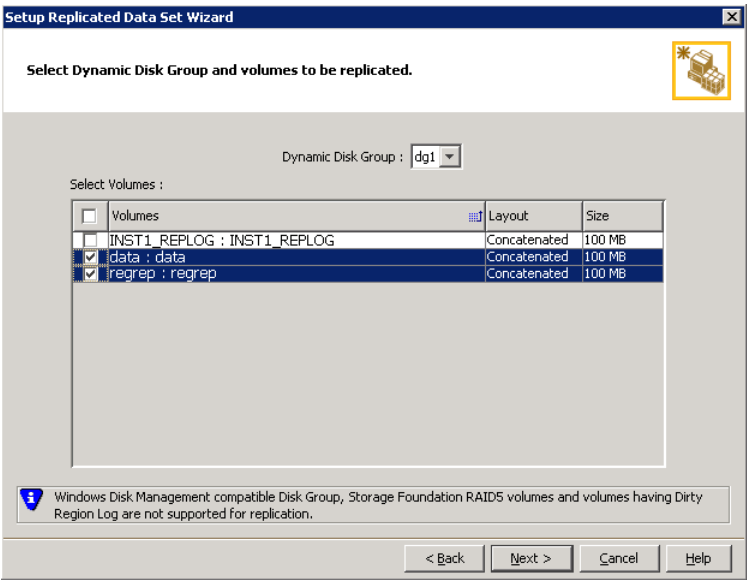 Setup Replicated Data Set Wizard
Select Dynamic Disk Group and volumes to be replicated.
Dynamic Disk Group : dg1
Select Volumes :
Volumes Layout Size
INST1_REPLOG : INST1_REPLOG Concatenated 100 MB
data : data Concatenated 100 MB
regrep : regrep Concatenated 100 MB
Windows Disk Management compatible Disk Group, Storage Foundation RAID5 volumes and volumes having Dirty
Region Log are not supported for replication.
< Back Next > Cancel Help